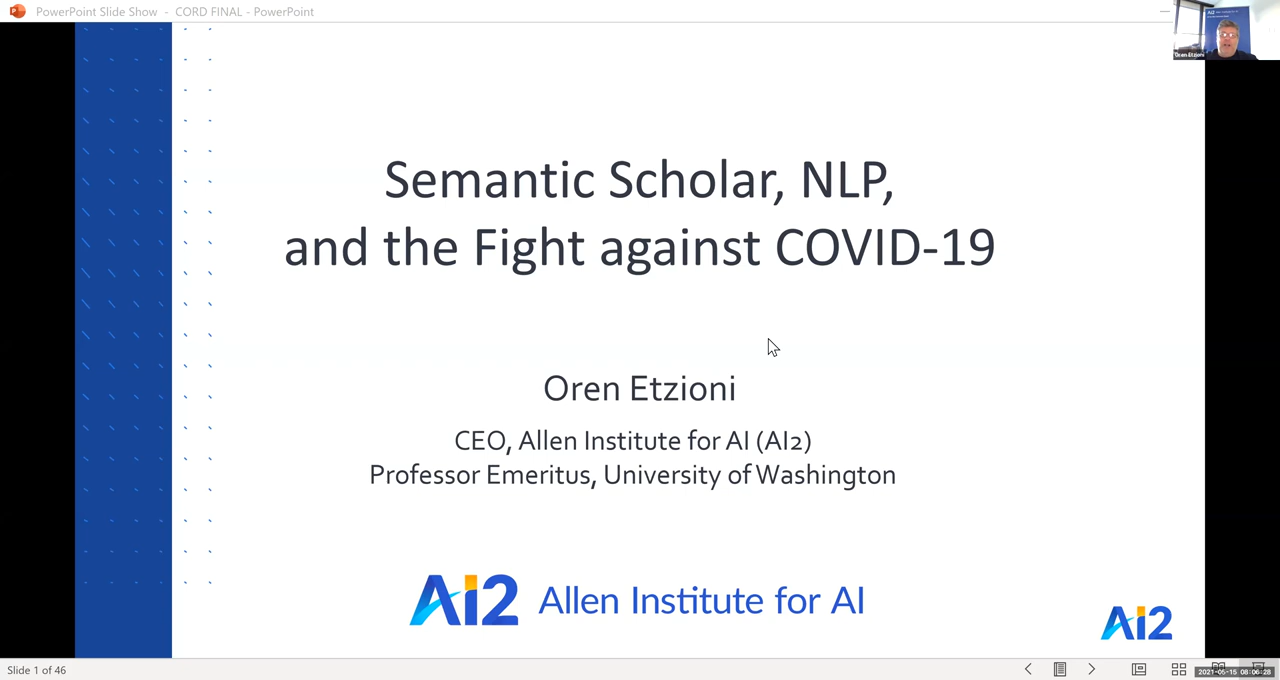 PowerPoint Slide Show - CORD FINAL - PowerPoint
Oren Etzioni
Semantic Scholar, NLP,
and the Fight against COVID-19
Oren Etzioni
CEO, Allen Institute for AI (AI2)
Professor Emeritus, University of Washington
Ai2 Allen Institute for AI
Ai2
Slide 1 of 46
2021-05-15 08:06:28